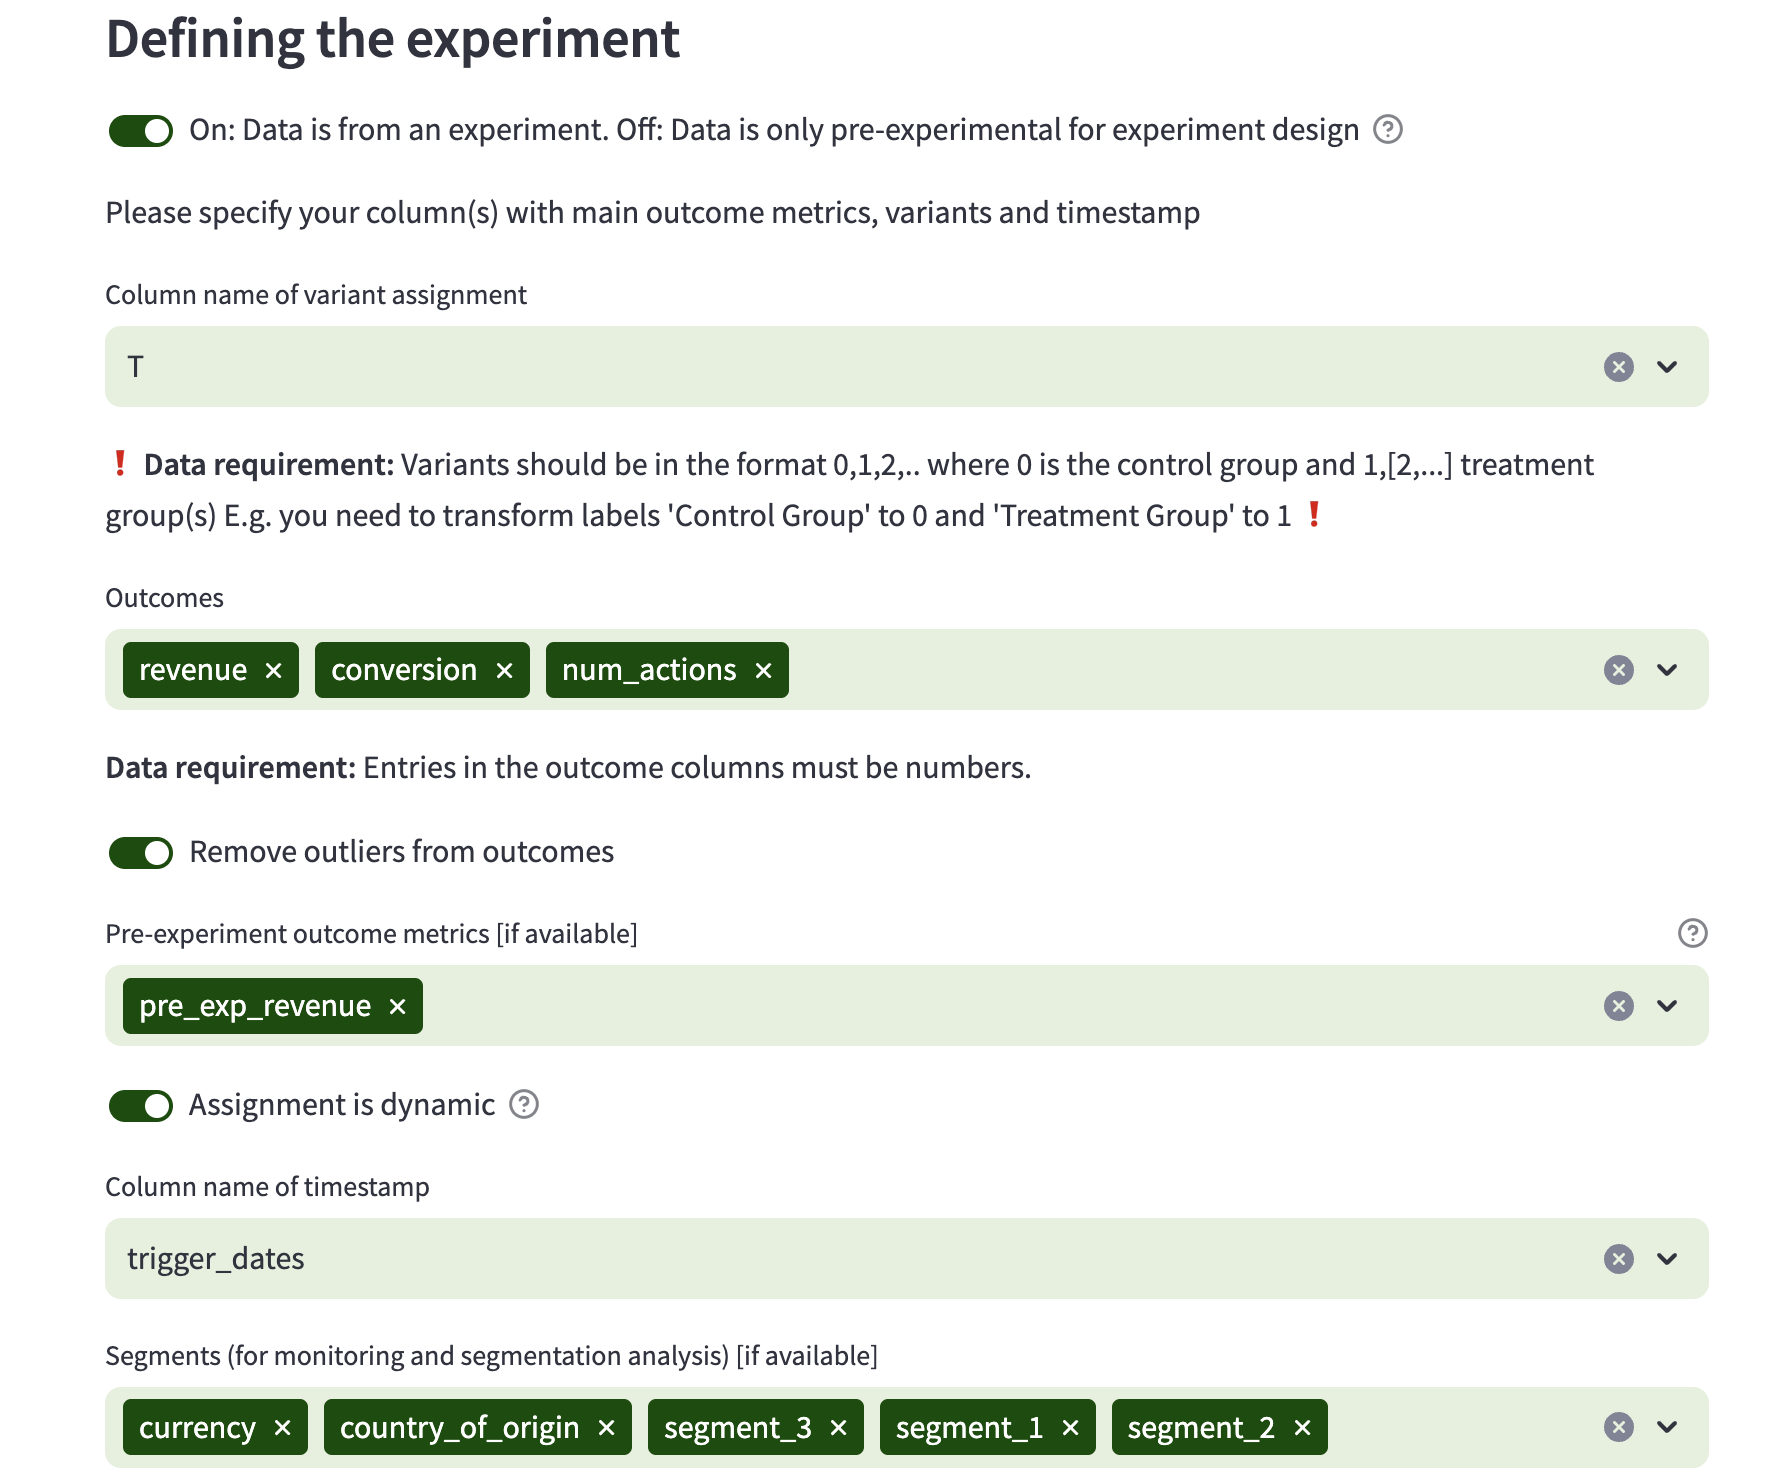 Defining the experiment
On: Data is from an experiment. Off: Data is only pre-experimental for experiment design
Please specify your column(s) with main outcome metrics, variants and timestamp
Column name of variant assignment
T
❗ Data requirement: Variants should be in the format 0,1,2,.. where 0 is the control group and 1,[2,...] treatment
group(s) E.g. you need to transform labels 'Control Group' to 0 and 'Treatment Group' to 1 ❗
Outcomes
revenue × conversion × num_actions ×
Data requirement: Entries in the outcome columns must be numbers.
Remove outliers from outcomes
Pre-experiment outcome metrics [if available]
pre_exp_revenue ×
Assignment is dynamic
Column name of timestamp
trigger_dates
Segments (for monitoring and segmentation analysis) [if available]
currency × country_of_origin × segment_3 × segment_1 × segment_2 ×